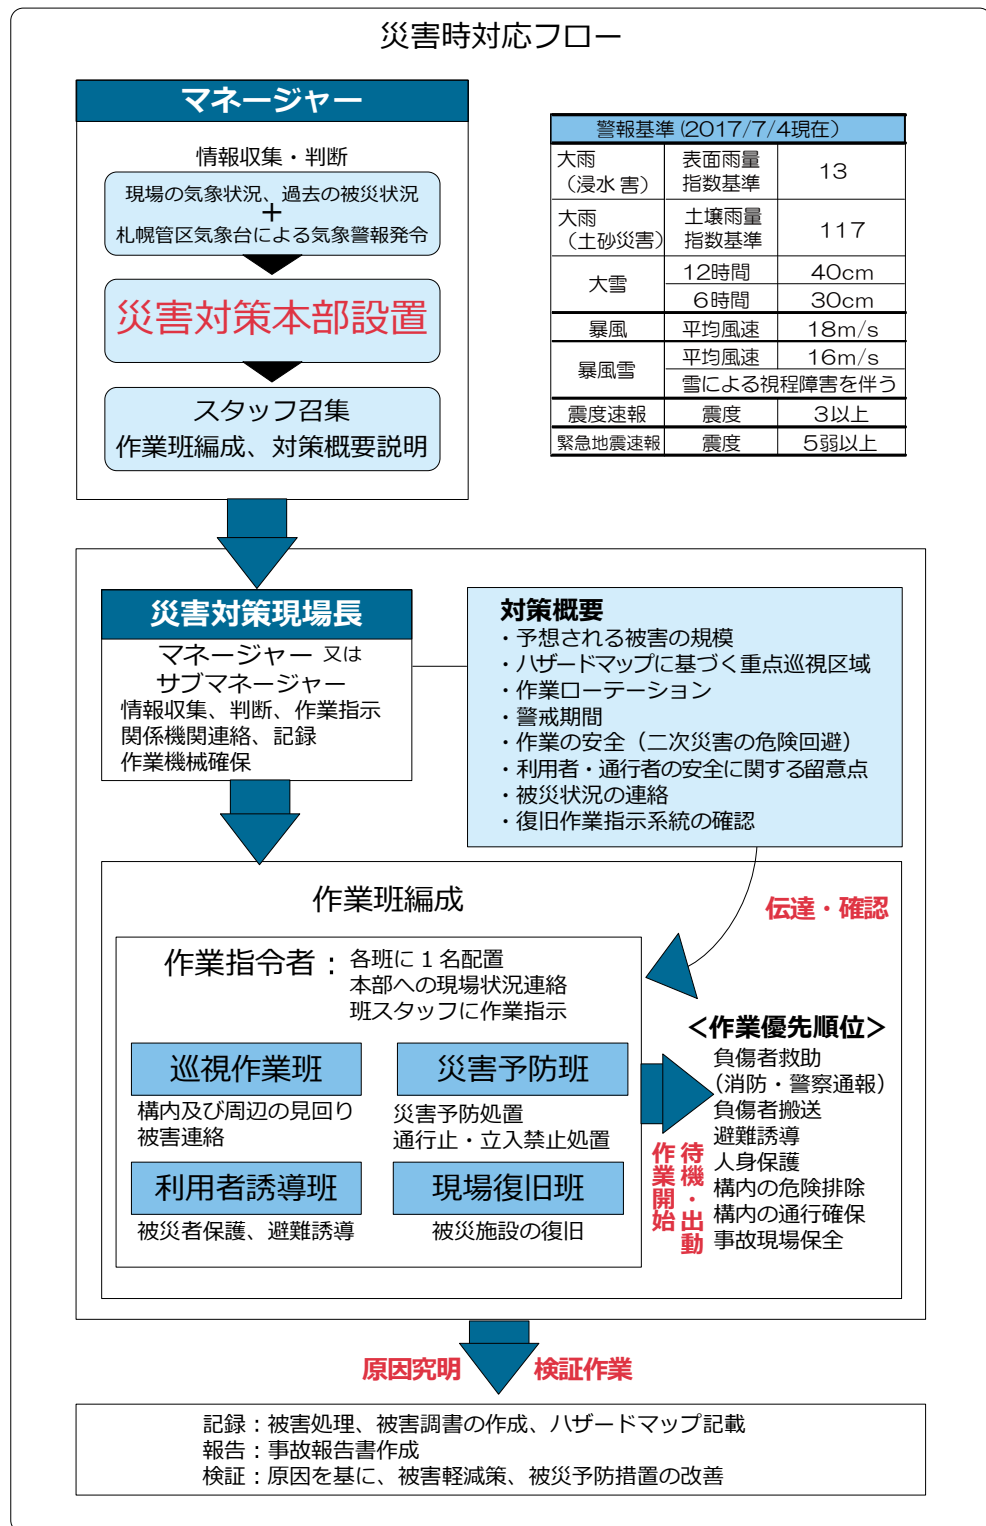 災害時対応フロー
マネージャー
情報収集・判断
現場の気象状況、過去の被災状況
＋
札幌管区気象台による気象警報発令
災害対策本部設置
スタッフ召集
作業班編成、対策概要説明
警報基準(2017/7/4現在)
大雨（浸水害） 表面雨量指数基準 13
大雨（土砂災害） 土壌雨量指数基準 117
大雪 12時間 40cm
6時間 30cm
暴風 平均風速 18m/s
暴風雪 平均風速 16m/s
雪による視程障害を伴う
震度速報 震度 3以上
緊急地震速報 震度 5弱以上
災害対策現場長
マネージャー 又は
サブマネージャー
情報収集、判断、作業指示
関係機関連絡、記録
作業機械確保
対策概要
・予想される被害の規模
・ハザードマップに基づく重点巡視区域
・作業ローテーション
・警戒期間
・作業の安全（二次災害の危険回避）
・利用者・通行者の安全に関する留意点
・被災状況の連絡
・復旧作業指示系統の確認
伝達・確認
作業班編成
作業指令者：各班に１名配置
本部への現場状況連絡
班スタッフに作業指示
巡視作業班
構内及び周辺の見回り
被害連絡
災害予防班
災害予防処置
通行止・立入禁止処置
利用者誘導班
被災者保護、避難誘導
現場復旧班
被災施設の復旧
待機・出動
作業開始
＜作業優先順位＞
負傷者救助
（消防・警察通報）
負傷者搬送
避難誘導
人身保護
構内の危険排除
構内の通行確保
事故現場保全
原因究明 検証作業
記録：被害処理、被害調書の作成、ハザードマップ記載
報告：事故報告書作成
検証：原因を基に、被害軽減策、被災予防措置の改善